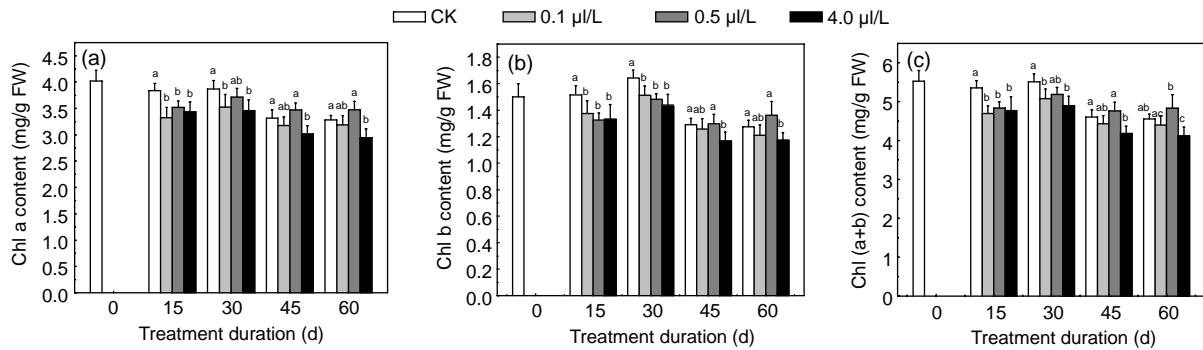 CK 0.1 μl/L 0.5 μl/L 4.0 μl/L
(a)
4.5
4.0
3.5
3.0
3.5
2.0
4.0
1.0
0.5
0.0
Chl a content (mg/g FW)
a b b b
a b ab b
a ab a b
a ab a b
0 15 30 45 60
Treatment duration (d)
(b)
1.8
1.6
1.4
1.2
1.0
0.8
1.6
1.4
0.2
0.0
Chl b content (mg/g FW)
a b b b
a b b b
a ab a b
a ab a b
0 15 30 45 60
Treatment duration (d)
(c)
6
5
4
3
2
1
0
Chl (a+b) content (mg/g FW)
a b b b
a b ab b
a ab a b
ab ac b c
0 15 30 45 60
Treatment duration (d)